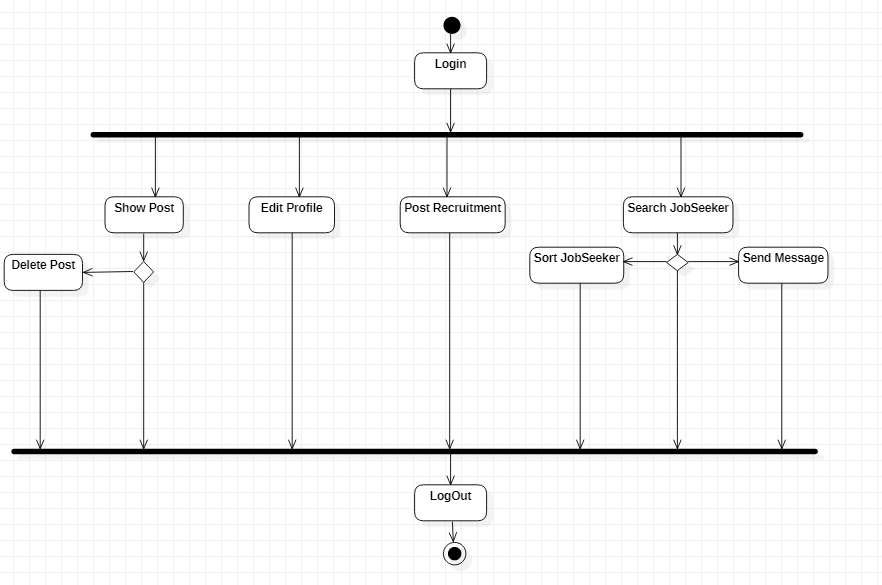 Login
Show Post
Edit Profile
Post Recruitment
Search JobSeeker
Delete Post
Sort JobSeeker
Send Message
LogOut